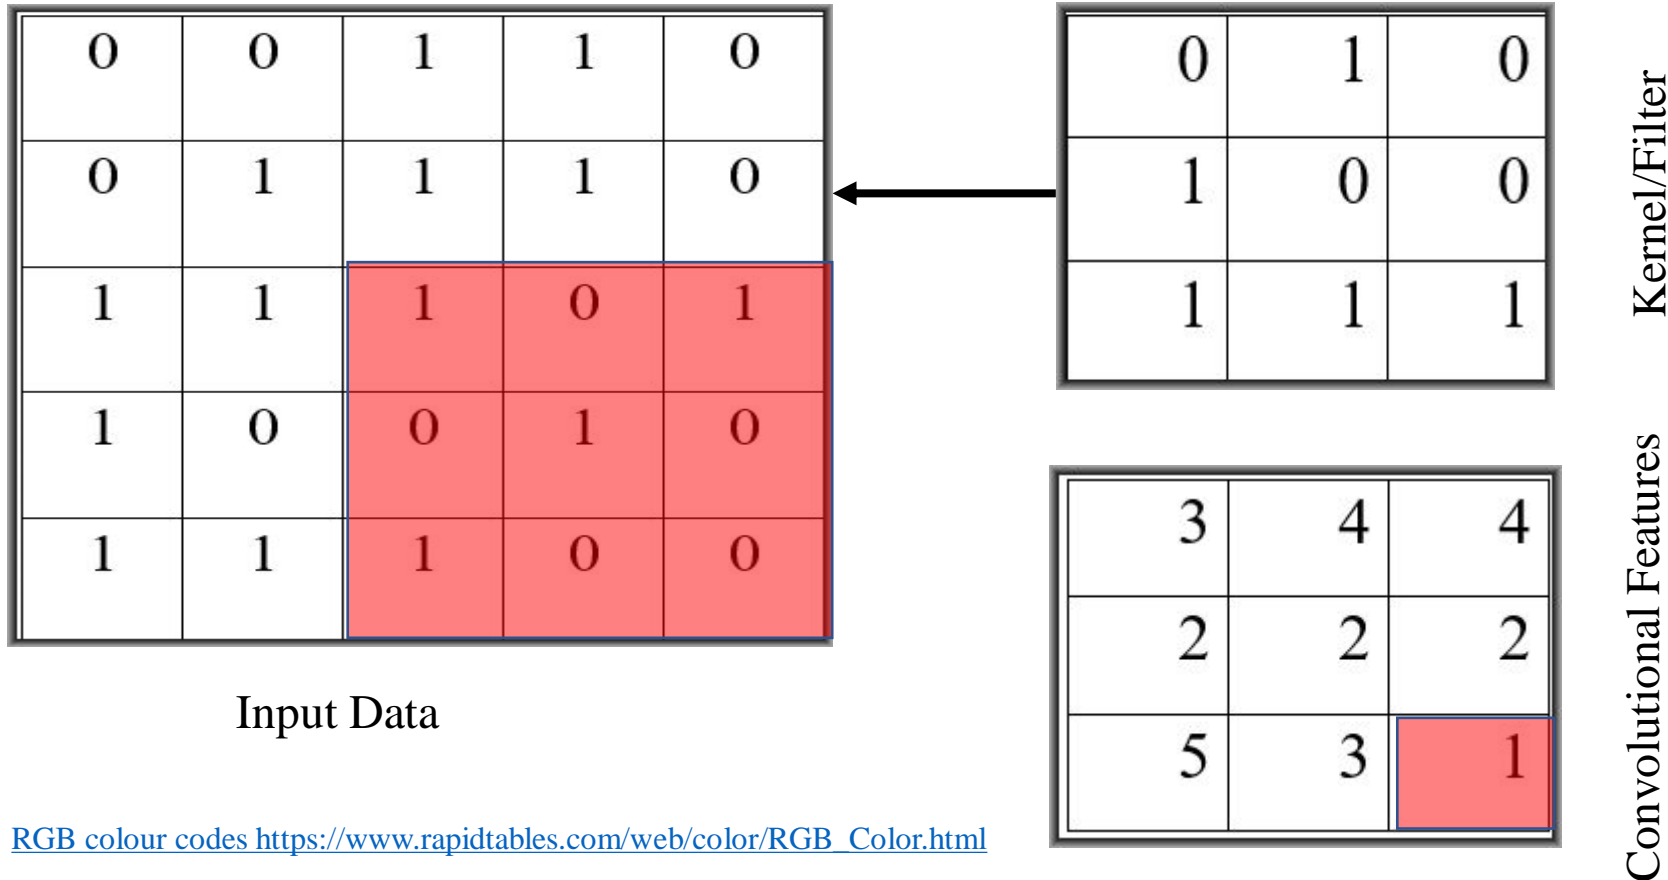 0 0 1 1 0
0 1 1 1 0
1 1 1 0 1
1 0 0 1 0
1 1 1 0 0
Input Data
0 1 0
1 0 0
1 1 1
Kernel/Filter
3 4 4
2 2 2
5 3 1
Convolutional Features
RGB colour codes https://www.rapidtables.com/web/color/RGB_Color.html